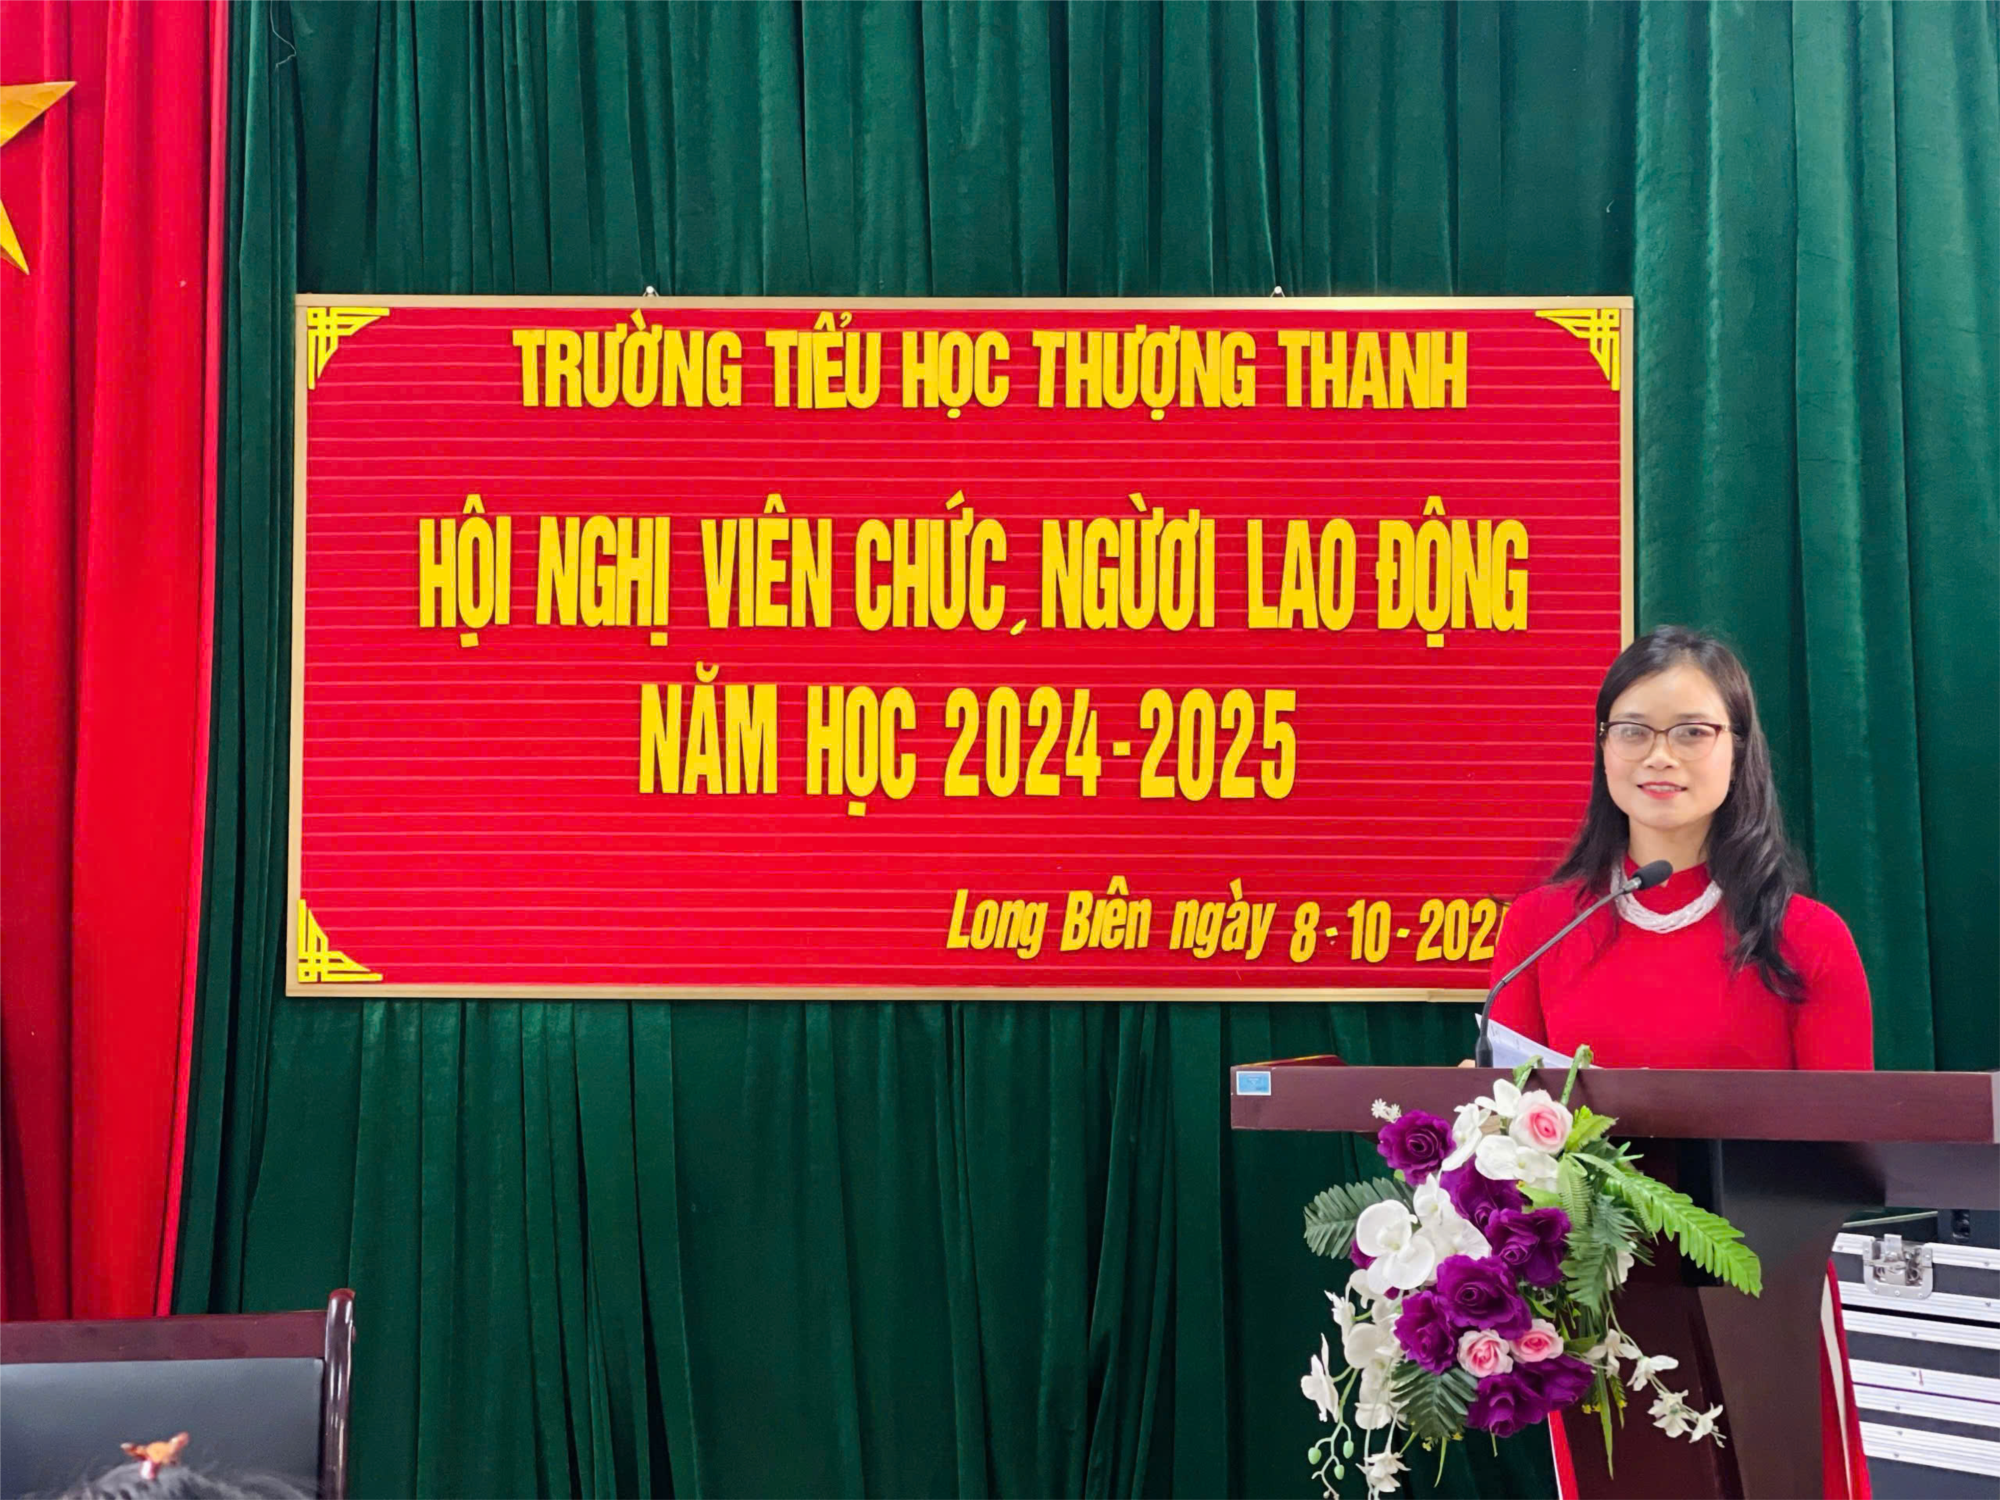 TRƯỜNG TIỂU HỌC THƯỢNG THANH
HỘI NGHỊ VIÊN CHỨC, NGƯỜI LAO ĐỘNG
NĂM HỌC 2024-2025
Long Biên ngày 8-10-202